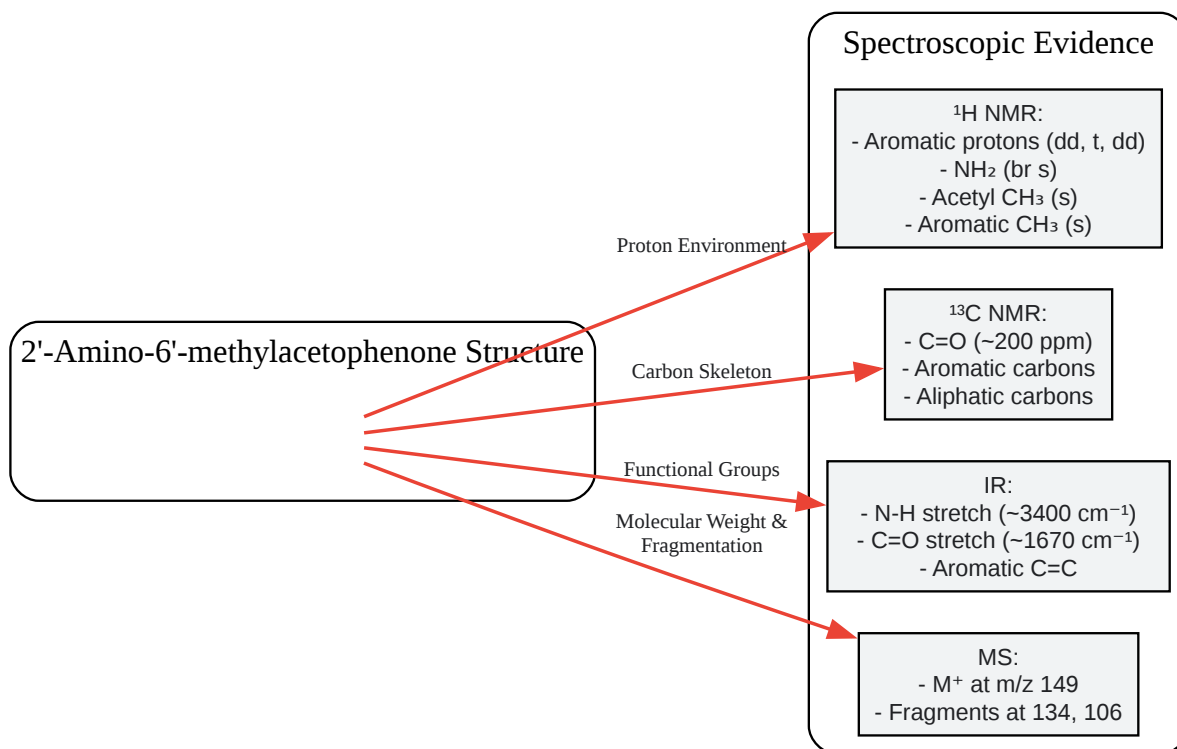 Spectroscopic Evidence
¹H NMR:
- Aromatic protons (dd, t, dd)
- NH₂ (br s)
- Acetyl CH₃ (s)
- Aromatic CH₃ (s)
Proton Environment
2'-Amino-6'-methylacetophenone Structure
Carbon Skeleton
¹³C NMR:
- C=O (~200 ppm)
- Aromatic carbons
- Aliphatic carbons
Functional Groups
IR:
- N-H stretch (~3400 cm⁻¹)
- C=O stretch (~1670 cm⁻¹)
- Aromatic C=C
Molecular Weight &
Fragmentation
MS:
- M⁺ at m/z 149
- Fragments at 134, 106